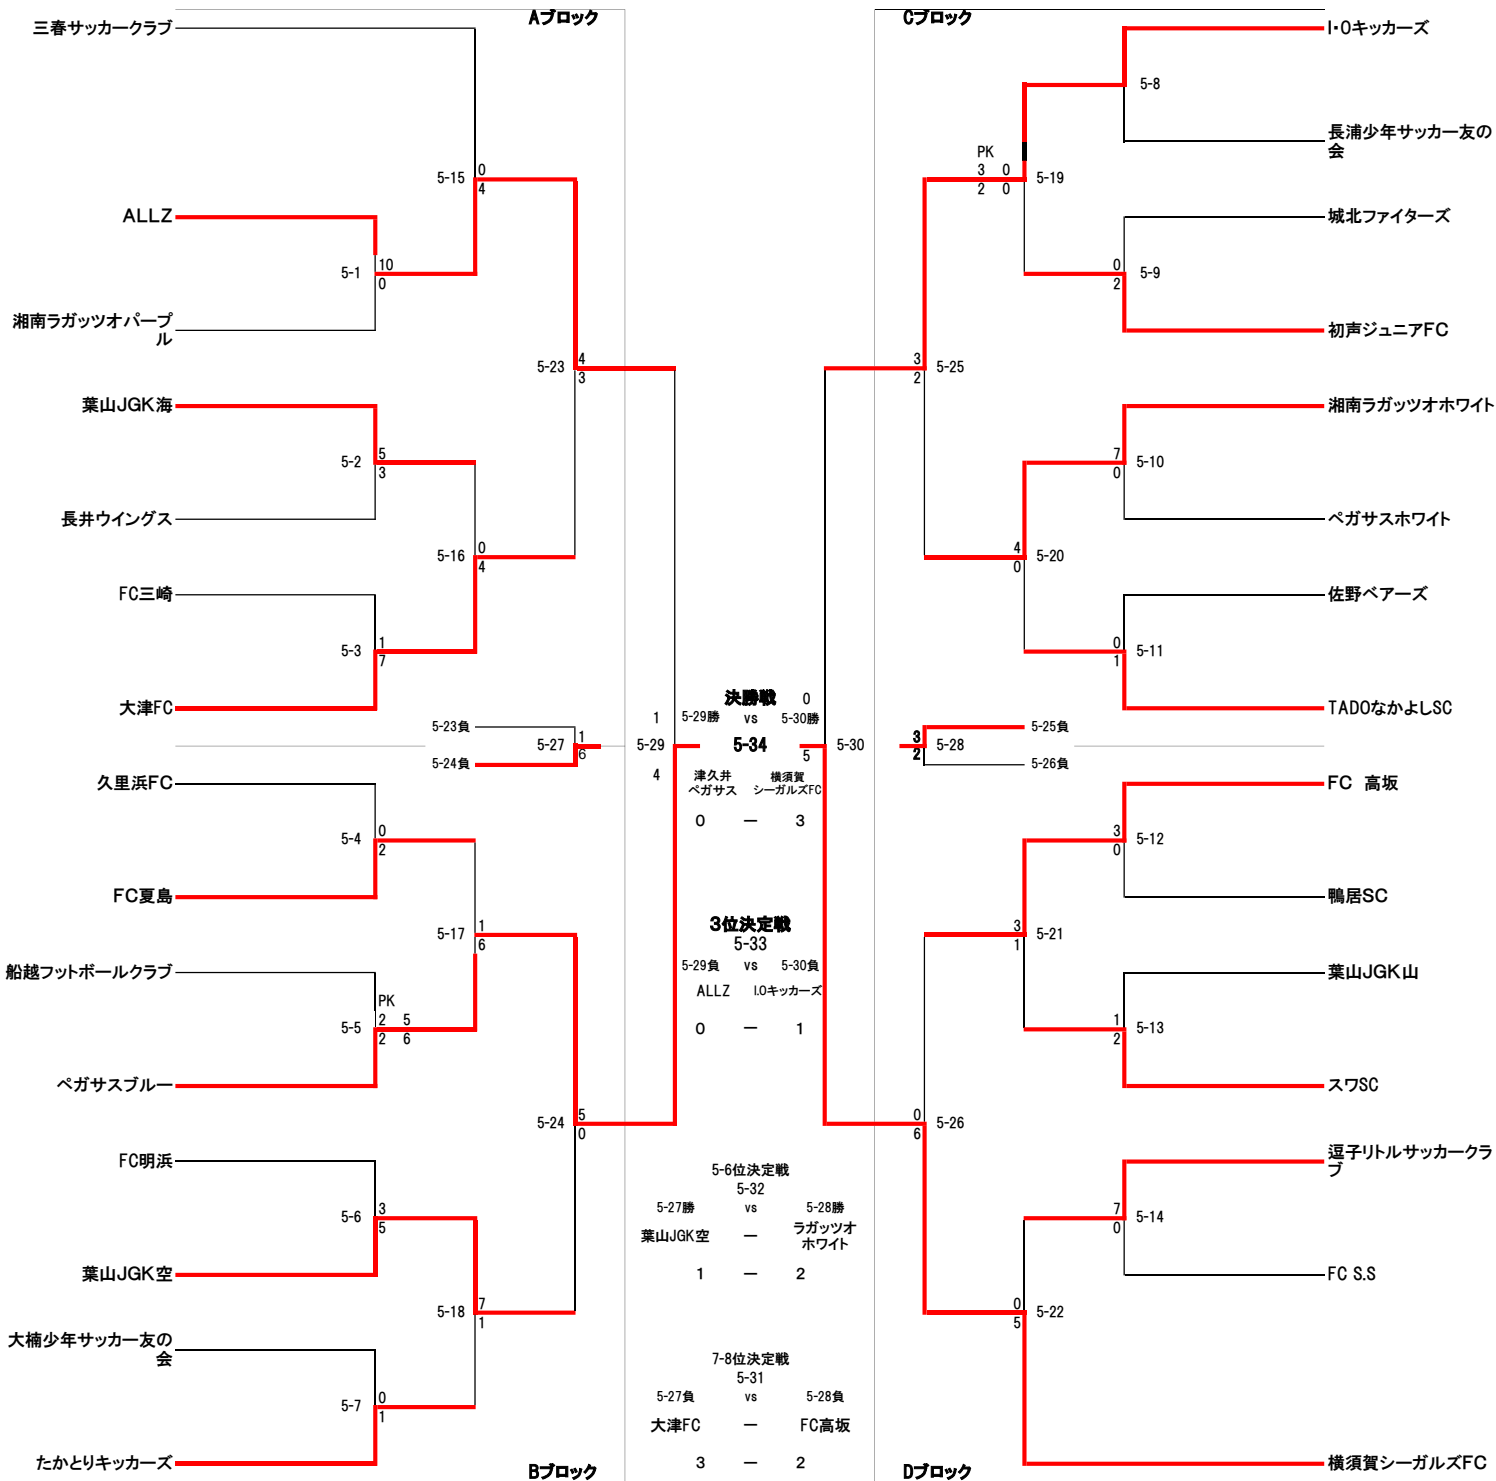 Aブロック
Cブロック
三春サッカークラブ
5-15
0
4
ALLZ
5-1
10
0
湘南ラガッツオパープ
ル
5-23
4
3
葉山JGK海
5-2
5
3
長井ウイングス
5-16
0
4
FC三崎
5-3
1
7
大津FC
5-23負
5-27
1
6
5-24負
久里浜FC
5-4
0
2
FC夏島
5-17
1
6
船越フットボールクラブ
PK
5-5
2 5
2 6
ペガサスブルー
5-24
5
0
FC明浜
5-6
3
5
葉山JGK空
5-18
7
1
大楠少年サッカー友の
会
5-7
0
1
たかとりキッカーズ
Bブロック
決勝戦
1
5-29勝 vs 5-30勝
0
5-29
5-34
5-30
4
5
津久井
ペガサス
横須賀
シーガルズFC
0 － 3
3位決定戦
5-33
5-29負 vs 5-30負
ALLZ I.Oキッカーズ
0 － 1
5-6位決定戦
5-32
5-27勝 vs 5-28勝
葉山JGK空 － ラガッツオ
ホワイト
1 － 2
7-8位決定戦
5-31
5-27負 vs 5-28負
大津FC － FC高坂
3 － 2
I・Oキッカーズ
5-8
長浦少年サッカー友の
会
PK
3 0
2 0
5-19
城北ファイターズ
0
2
5-9
初声ジュニアFC
3
2
5-25
湘南ラガッツオホワイト
7
0
5-10
ペガサスホワイト
4
0
5-20
佐野ベアーズ
0
1
5-11
TADOなかよしSC
5-25負
3
2
5-28
5-26負
FC 高坂
3
0
5-12
鴨居SC
3
1
5-21
葉山JGK山
1
2
5-13
スワSC
0
6
5-26
逗子リトルサッカークラ
ブ
7
0
5-14
FC S.S
0
5
5-22
横須賀シーガルズFC
Dブロック